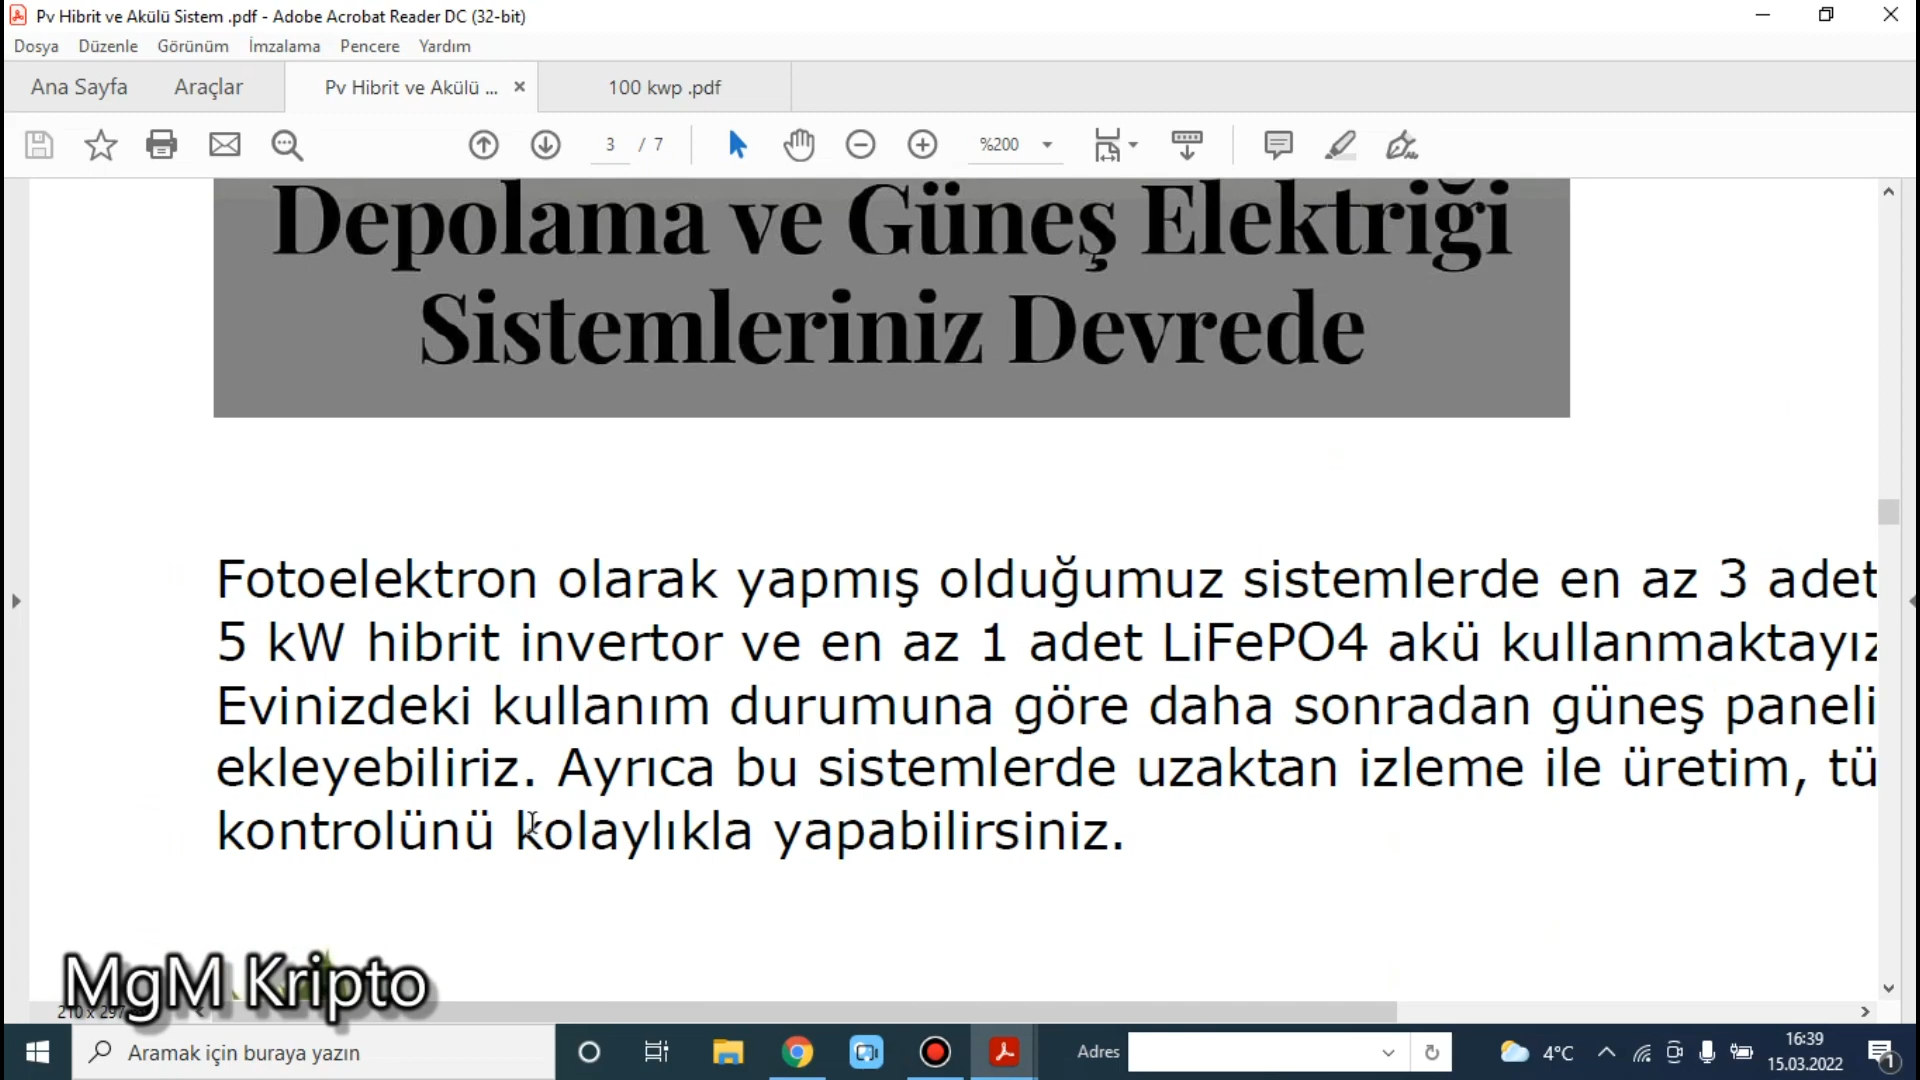 Pv Hibrit ve Akülü Sistem .pdf - Adobe Acrobat Reader DC (32-bit)
Dosya Düzenle Görünüm İmzalama Pencere Yardım
Ana Sayfa Araçlar Pv Hibrit ve Akülü ... × 100 kwp .pdf
3 / 7 %200
Depolama ve Güneş Elektriği
Sistemleriniz Devrede
Fotoelektron olarak yapmış olduğumuz sistemlerde en az 3 adet
5 kW hibrit invertor ve en az 1 adet LiFePO4 akü kullanmaktayız
Evinizdeki kullanım durumuna göre daha sonradan güneş paneli
ekleyebiliriz. Ayrıca bu sistemlerde uzaktan izleme ile üretim, tü
kontrolünü kolaylıkla yapabilirsiniz.
MgM Kripto
210 x 297
Aramak için buraya yazın
Adres
4°C
16:39
15.03.2022
1